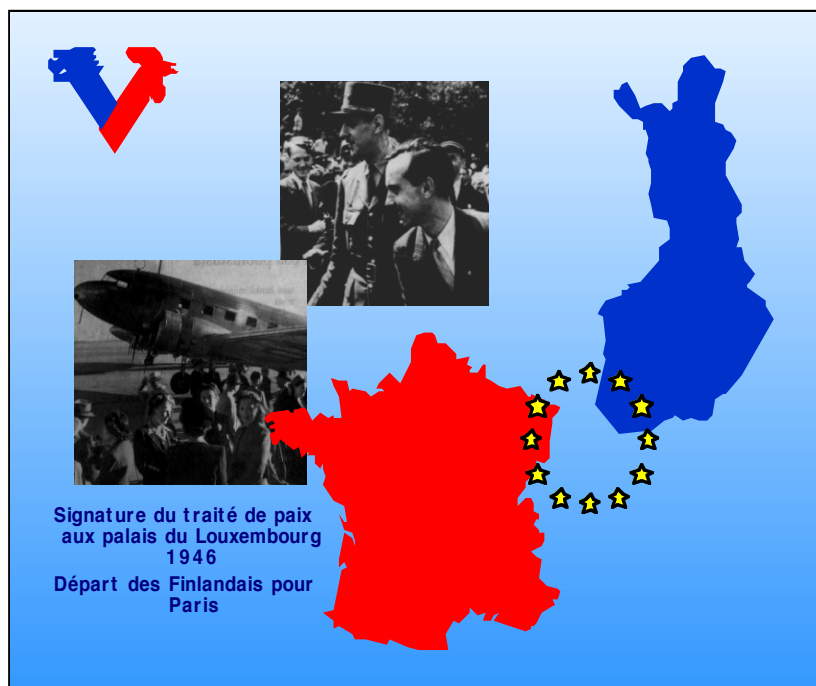 Signature du traité de paix
aux palais du Louxembourg
1946
Départ des Finlandais pour
Paris